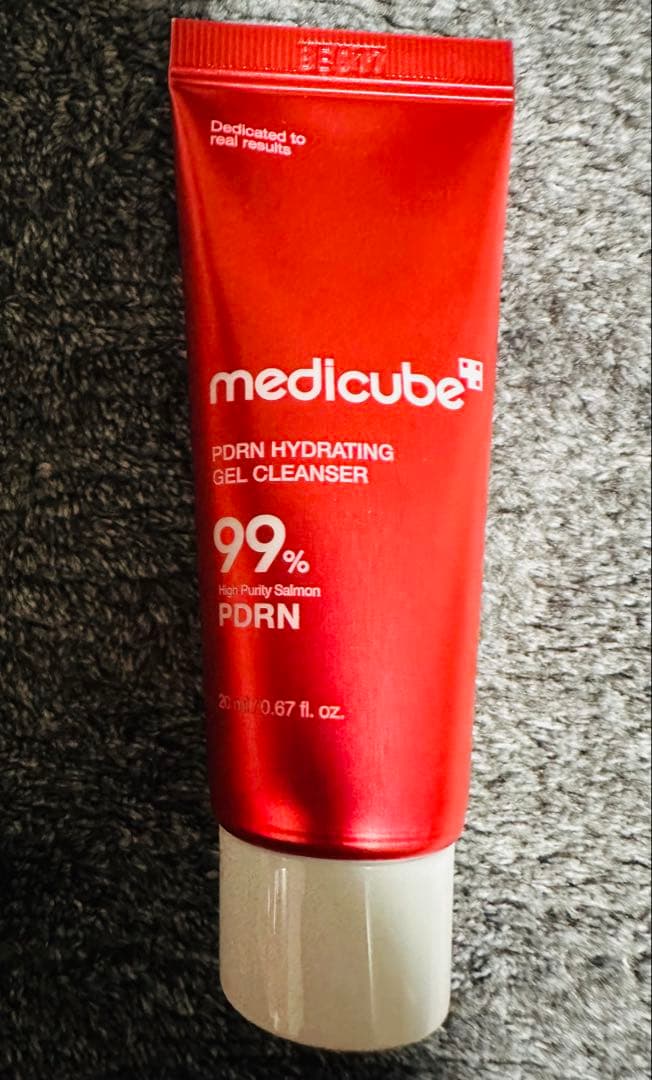 Dedicated to
real results
medicube
PDRN HYDRATING
GEL CLEANSER
99%
High Purity Salmon
PDRN
20 ml / 0.67 fl. oz.